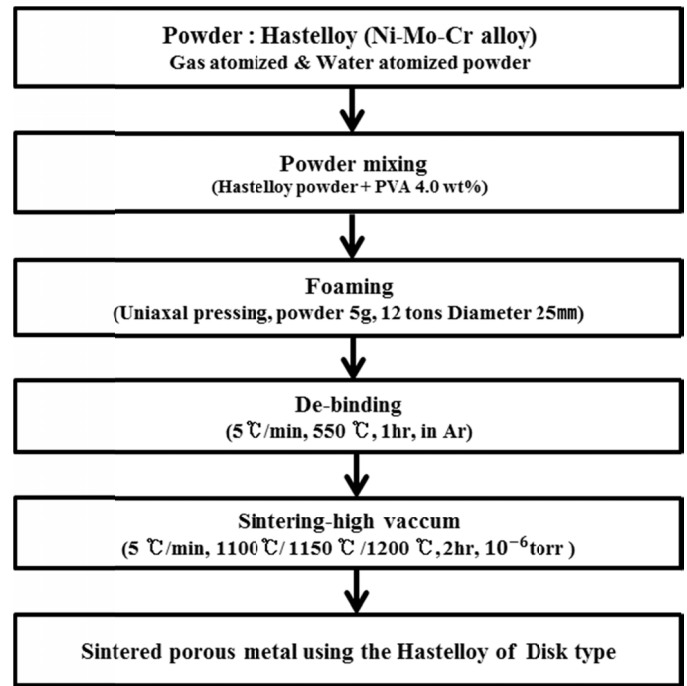 Powder : Hastelloy (Ni-Mo-Cr alloy)
Gas atomized & Water atomized powder
Powder mixing
(Hastelloy powder + PVA 4.0 wt%)
Foaming
(Uniaxal pressing, powder 5g, 12 tons Diameter 25㎜)
De-binding
(5℃/min, 550 ℃, 1hr, in Ar)
Sintering-high vaccum
(5 ℃/min, 1100℃/ 1150 ℃ /1200 ℃, 2hr, 10⁻⁶torr )
Sintered porous metal using the Hastelloy of Disk type